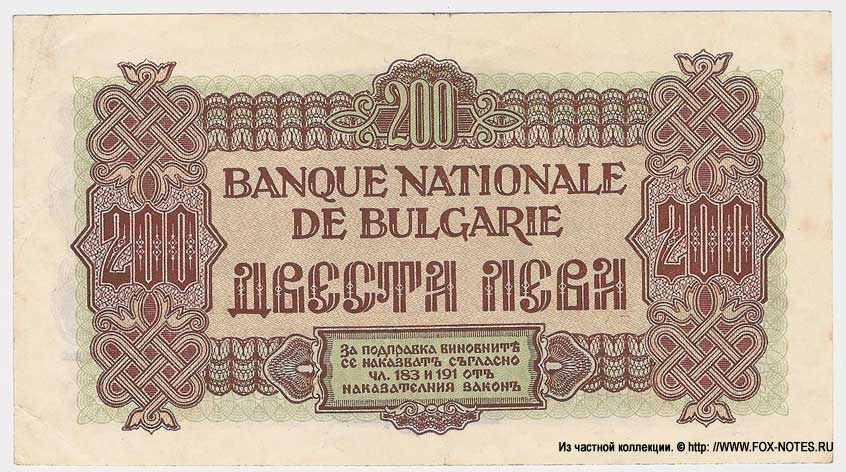 200
BANQUE NATIONALE
DE BULGARIE
200
200
ДВЕСТА ЛЕВА
За подправка виновнитѣ
се наказватъ съгласно
чл. 183 и 191 отъ
наказателния законъ
Из частной коллекции. © http: //WWW.FOX-NOTES.RU